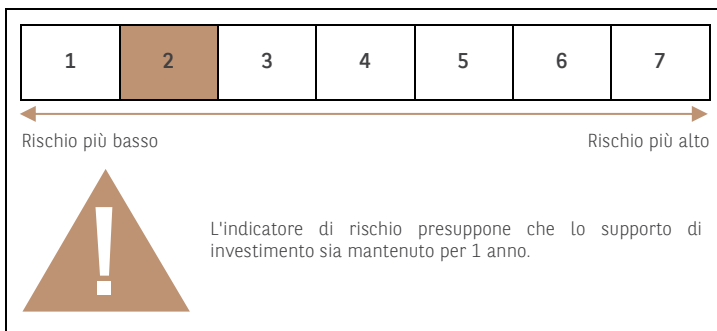 1 2 3 4 5 6 7
Rischio più basso Rischio più alto
!
L'indicatore di rischio presuppone che lo supporto di
investimento sia mantenuto per 1 anno.